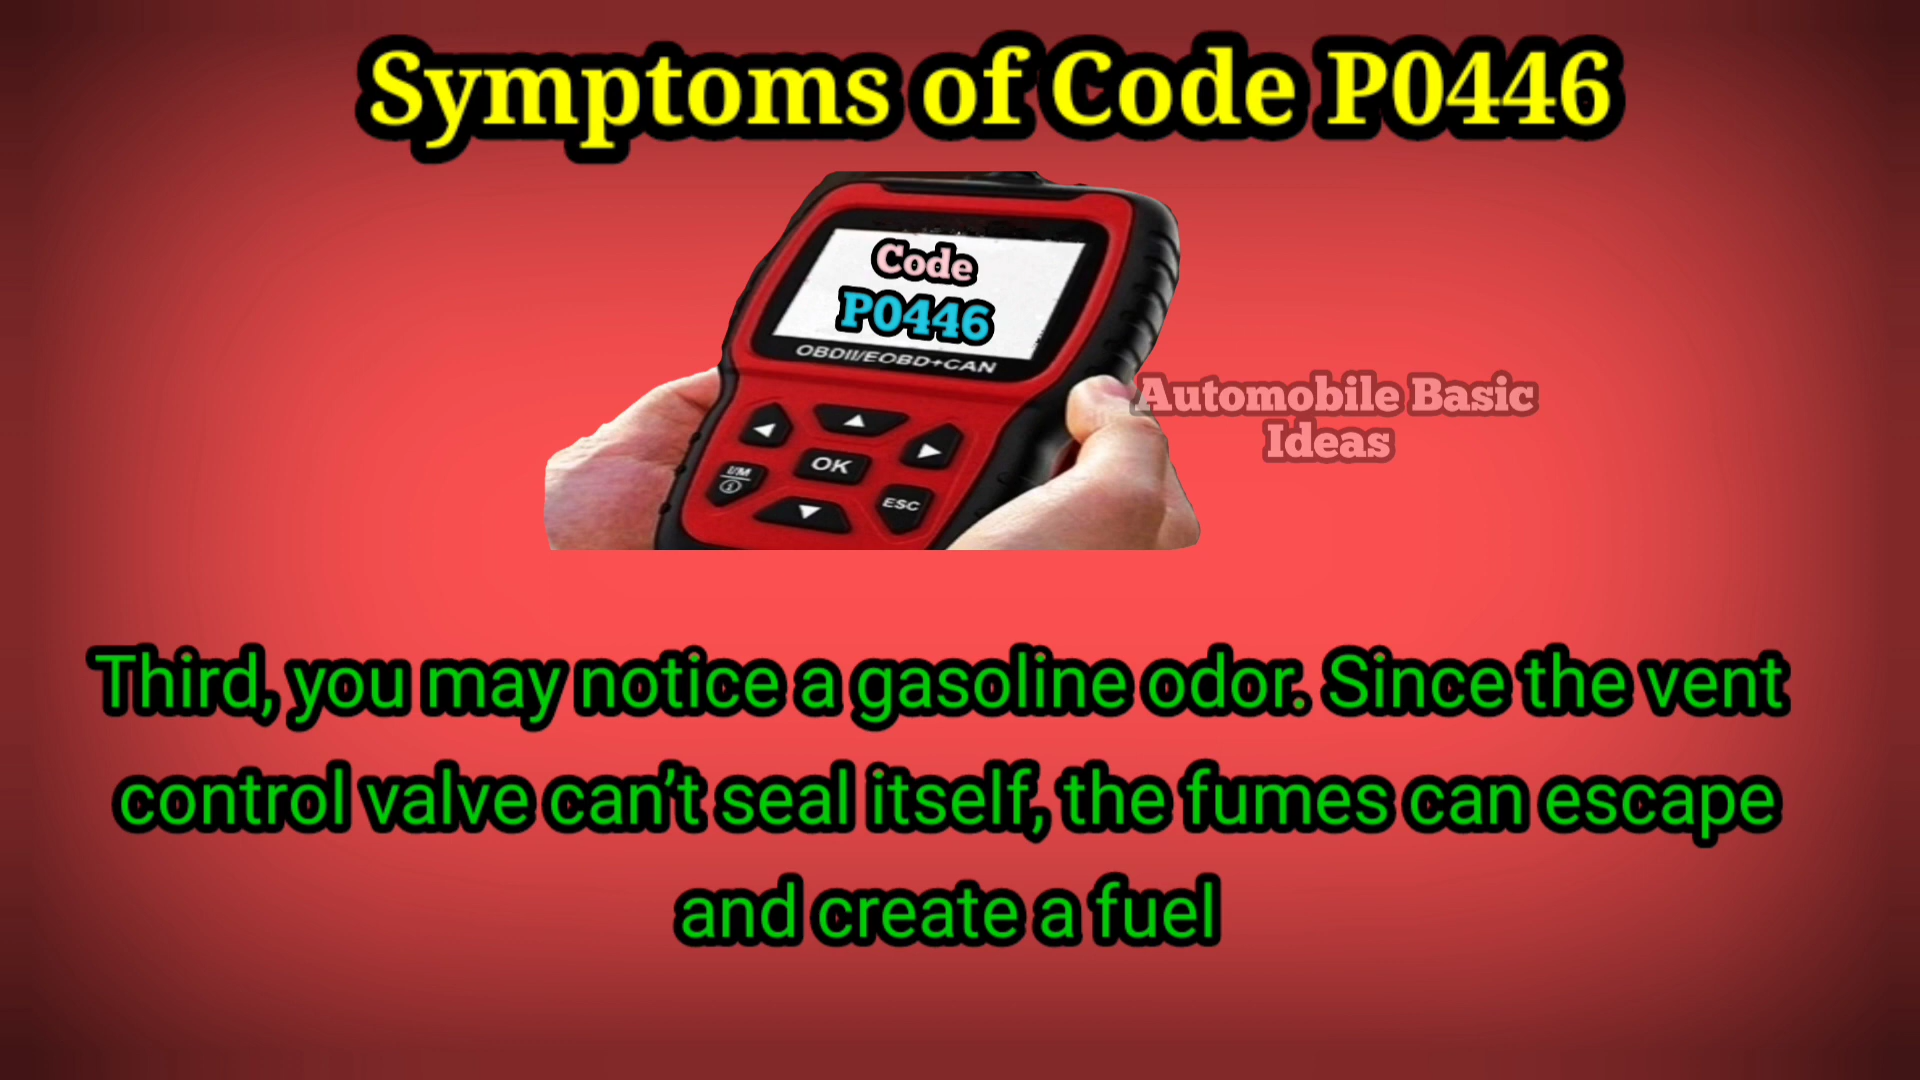 Symptoms of Code P0446
Code
P0446
OBDII/EOBD+CAN
Automobile Basic
Ideas
OK
I/M
ESC
Third, you may notice a gasoline odor. Since the vent
control valve can’t seal itself, the fumes can escape
and create a fuel